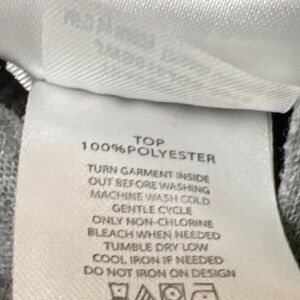 TOP
100%POLYESTER
TURN GARMENT INSIDE
OUT BEFORE WASHING
MACHINE WASH COLD
GENTLE CYCLE
ONLY NON-CHLORINE
BLEACH WHEN NEEDED
TUMBLE DRY LOW
COOL IRON IF NEEDED
DO NOT IRON ON DESIGN